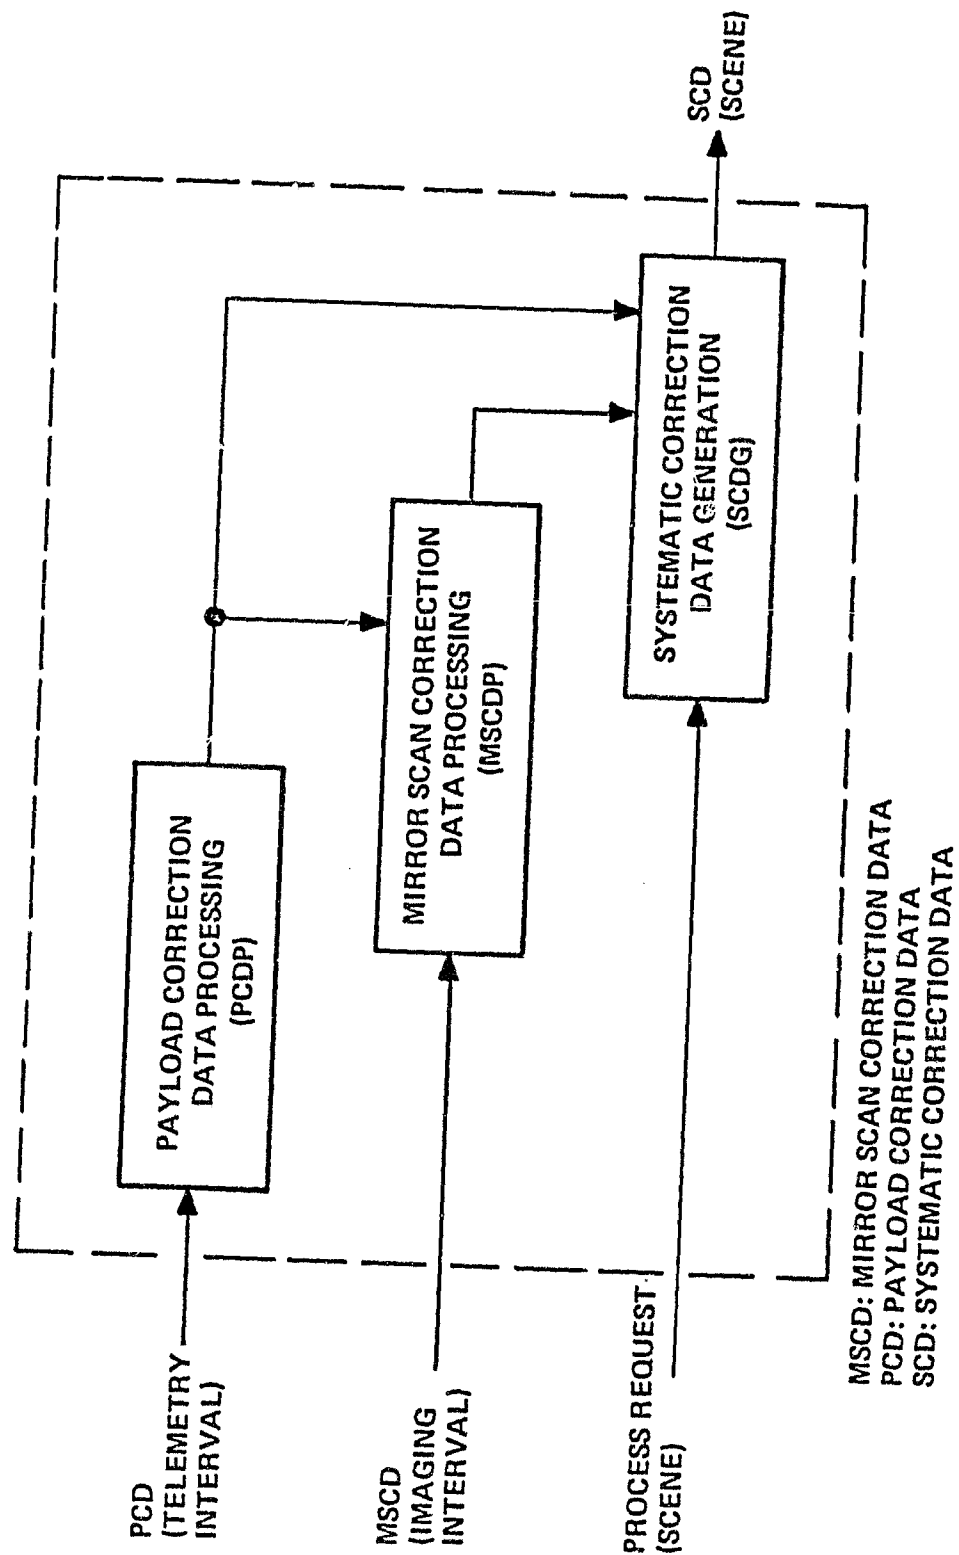 PCD
(TELEMETRY
INTERVAL)
PAYLOAD CORRECTION
DATA PROCESSING
(PCDP)
MSCD
(IMAGING
INTERVAL)
MIRROR SCAN CORRECTION
DATA PROCESSING
(MSCDP)
PROCESS REQUEST
(SCENE)
SYSTEMATIC CORRECTION
DATA GENERATION
(SCDG)
SCD
(SCENE)
MSCD: MIRROR SCAN CORRECTION DATA
PCD: PAYLOAD CORRECTION DATA
SCD: SYSTEMATIC CORRECTION DATA